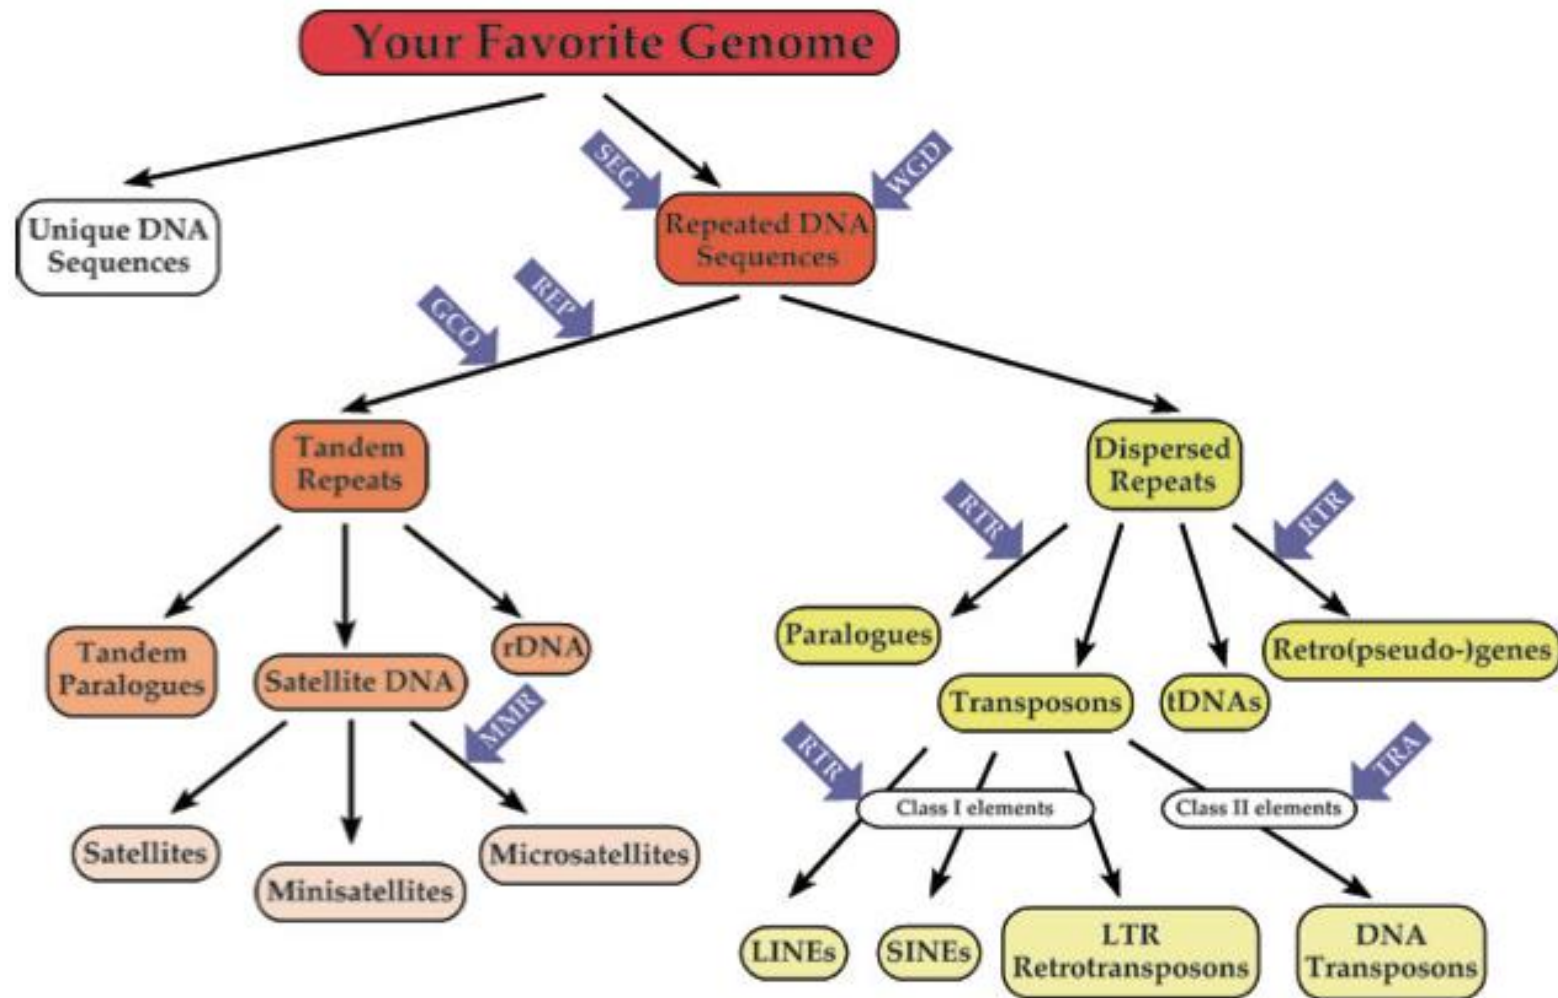 Your Favorite Genome
SEG
WGD
Unique DNA
Sequences
Repeated DNA
Sequences
GCO
REP
Tandem
Repeats
Dispersed
Repeats
RTR
RTR
Tandem
Paralogues
Satellite DNA
rDNA
Paralogues
Transposons
tDNAs
Retro(pseudo-)genes
MMR
RTR
TRA
Class I elements
Class II elements
Satellites
Minisatellites
Microsatellites
LINEs
SINEs
LTR
Retrotransposons
DNA
Transposons